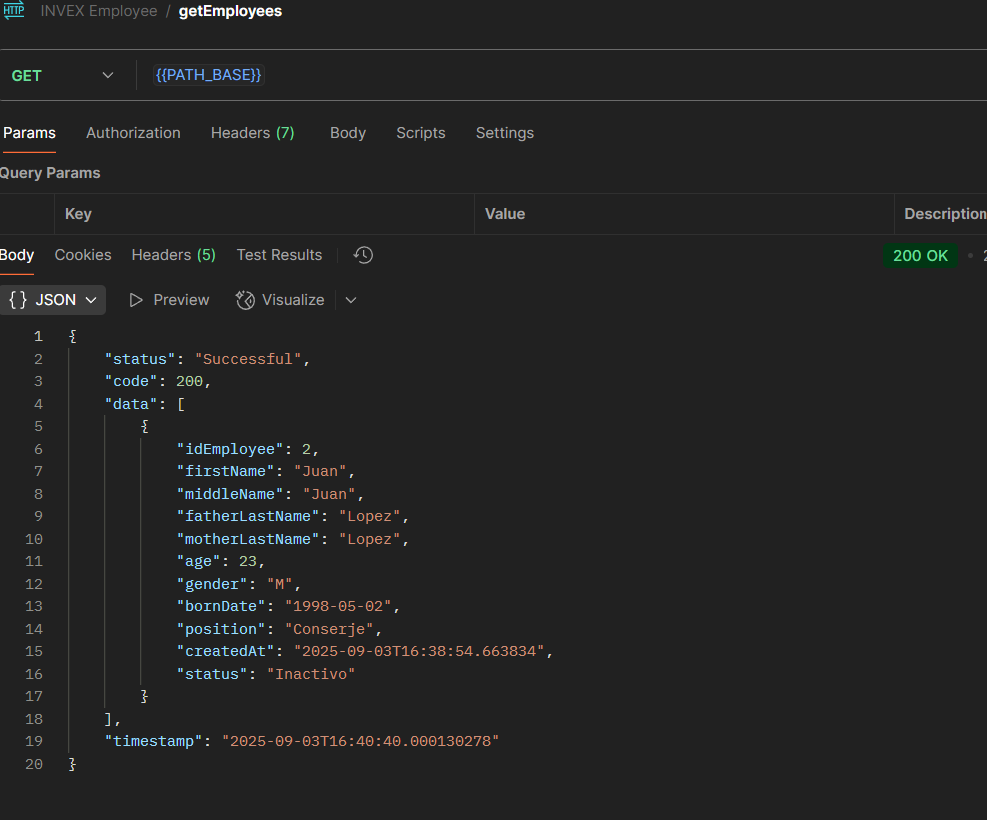 HTTP INVEX Employee / getEmployees
GET {{PATH_BASE}}
Params Authorization Headers (7) Body Scripts Settings
Query Params
Key Value Description
Body Cookies Headers (5) Test Results 200 OK •
{} JSON Preview Visualize
1 {
2 "status": "Successful",
3 "code": 200,
4 "data": [
5 {
6 "idEmployee": 2,
7 "firstName": "Juan",
8 "middleName": "Juan",
9 "fatherLastName": "Lopez",
10 "motherLastName": "Lopez",
11 "age": 23,
12 "gender": "M",
13 "bornDate": "1998-05-02",
14 "position": "Conserje",
15 "createdAt": "2025-09-03T16:38:54.663834",
16 "status": "Inactivo"
17 }
18 ],
19 "timestamp": "2025-09-03T16:40:40.000130278"
20 }